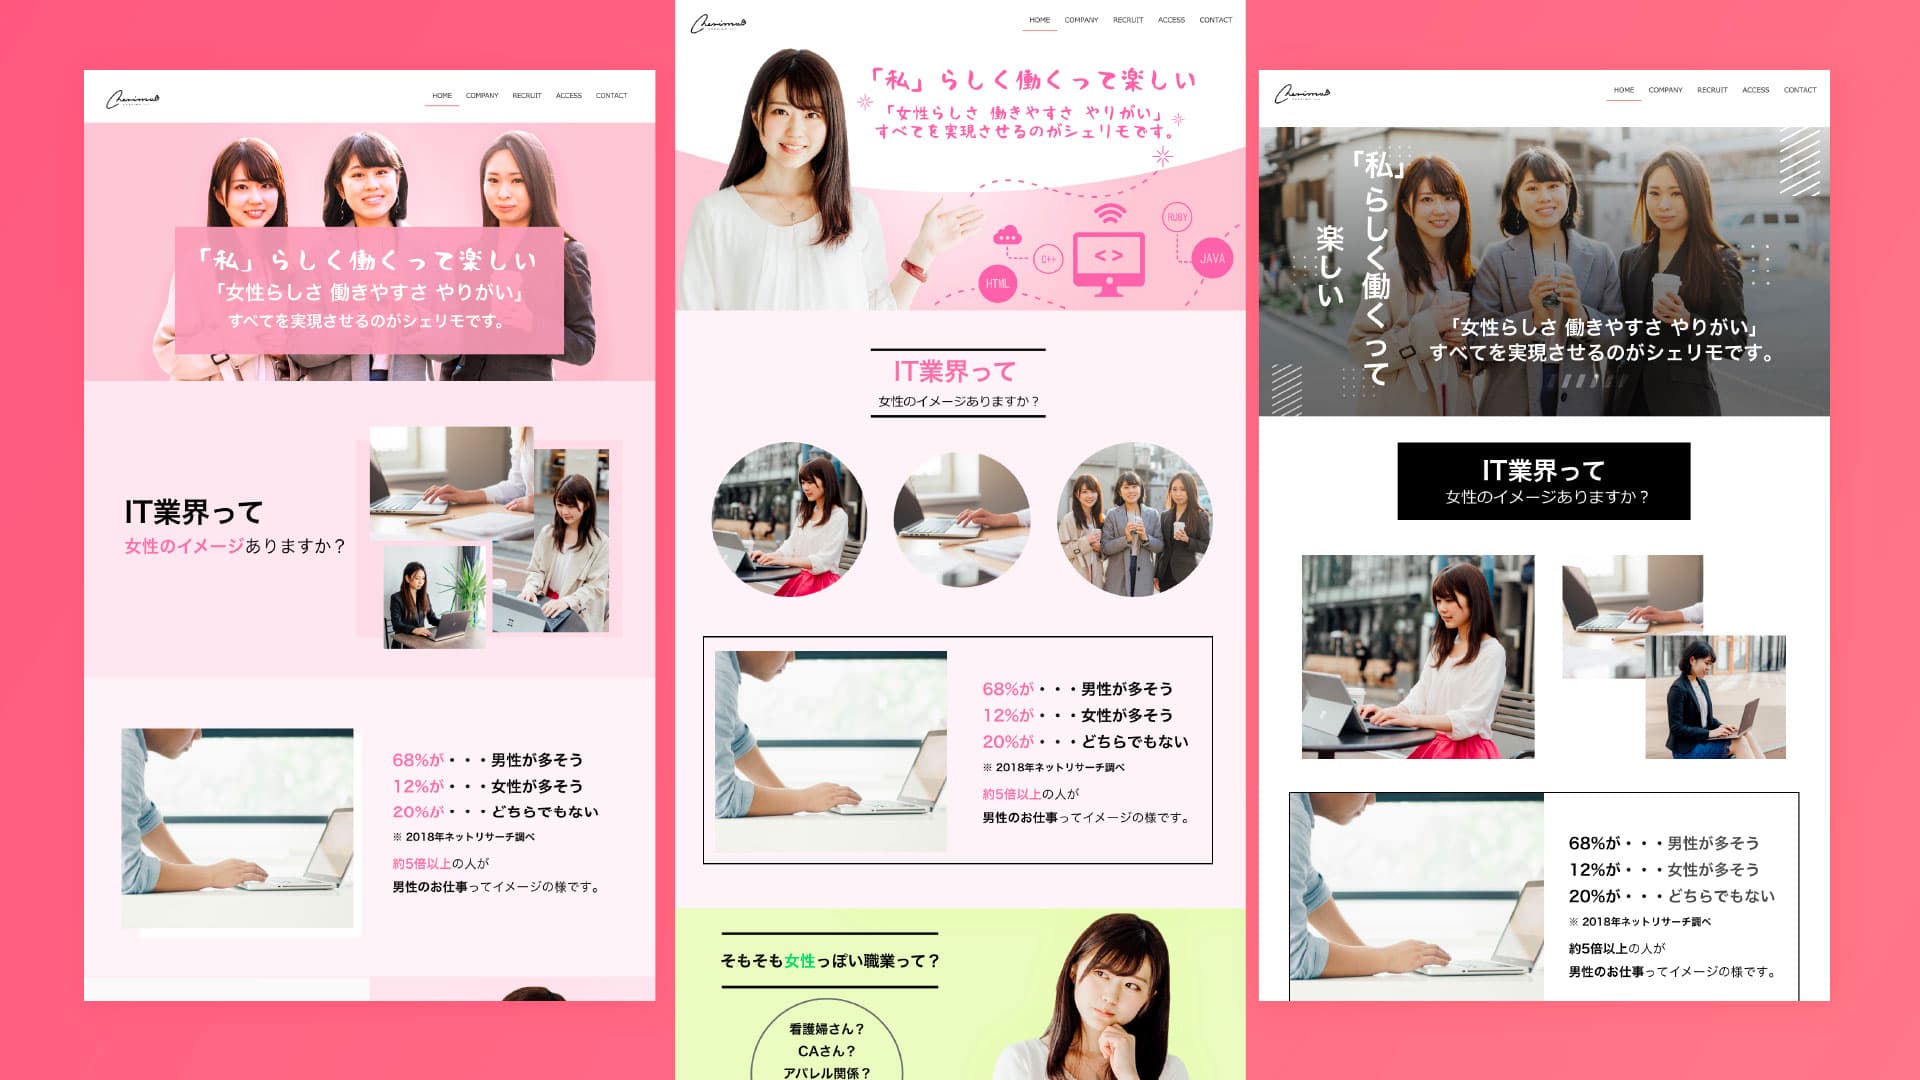 Cherimo
HOME COMPANY RECRUIT ACCESS CONTACT
「私」らしく働くって楽しい
「女性らしさ 働きやすさ やりがい」
すべてを実現させるのがシェリモです。
IT業界って
女性のイメージありますか？
68%が・・・男性が多そう
12%が・・・女性が多そう
20%が・・・どちらでもない
※ 2018年ネットリサーチ調べ
約5倍以上の人が
男性のお仕事ってイメージの様です。
Cherimo
HOME COMPANY RECRUIT ACCESS CONTACT
「私」らしく働くって楽しい
「女性らしさ 働きやすさ やりがい」
すべてを実現させるのがシェリモです。
RUBY
C++
< >
JAVA
HTML
IT業界って
女性のイメージありますか？
68%が・・・男性が多そう
12%が・・・女性が多そう
20%が・・・どちらでもない
※ 2018年ネットリサーチ調べ
約5倍以上の人が
男性のお仕事ってイメージの様です。
そもそも女性っぽい職業って？
看護婦さん？
CAさん？
アパレル関係？
Cherimo
HOME COMPANY RECRUIT ACCESS CONTACT
「私」らしく働くって
楽しい
「女性らしさ 働きやすさ やりがい」
すべてを実現させるのがシェリモです。
IT業界って
女性のイメージありますか？
68%が・・・男性が多そう
12%が・・・女性が多そう
20%が・・・どちらでもない
※ 2018年ネットリサーチ調べ
約5倍以上の人が
男性のお仕事ってイメージの様です。